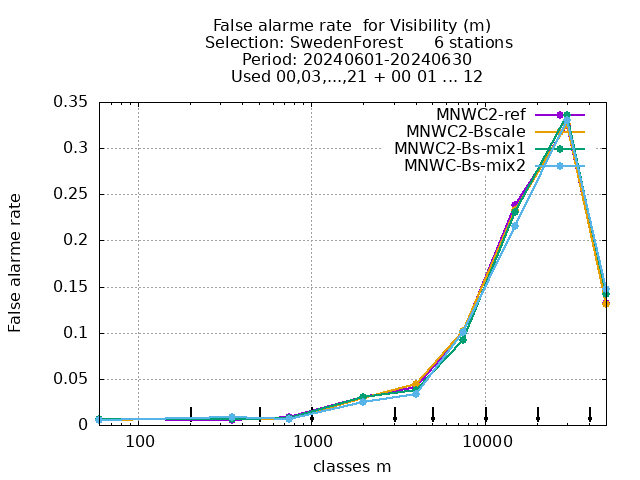 False alarme rate  for Visibility (m)
Selection: SwedenForest      6 stations
Period: 20240601-20240630
Used 00,03,...,21 + 00 01 ... 12
MNWC2-ref
MNWC2-Bscale
MNWC2-Bs-mix1
MNWC-Bs-mix2
False alarme rate
0.35
0.3
0.25
0.2
0.15
0.1
0.05
0
100 1000 10000
classes m